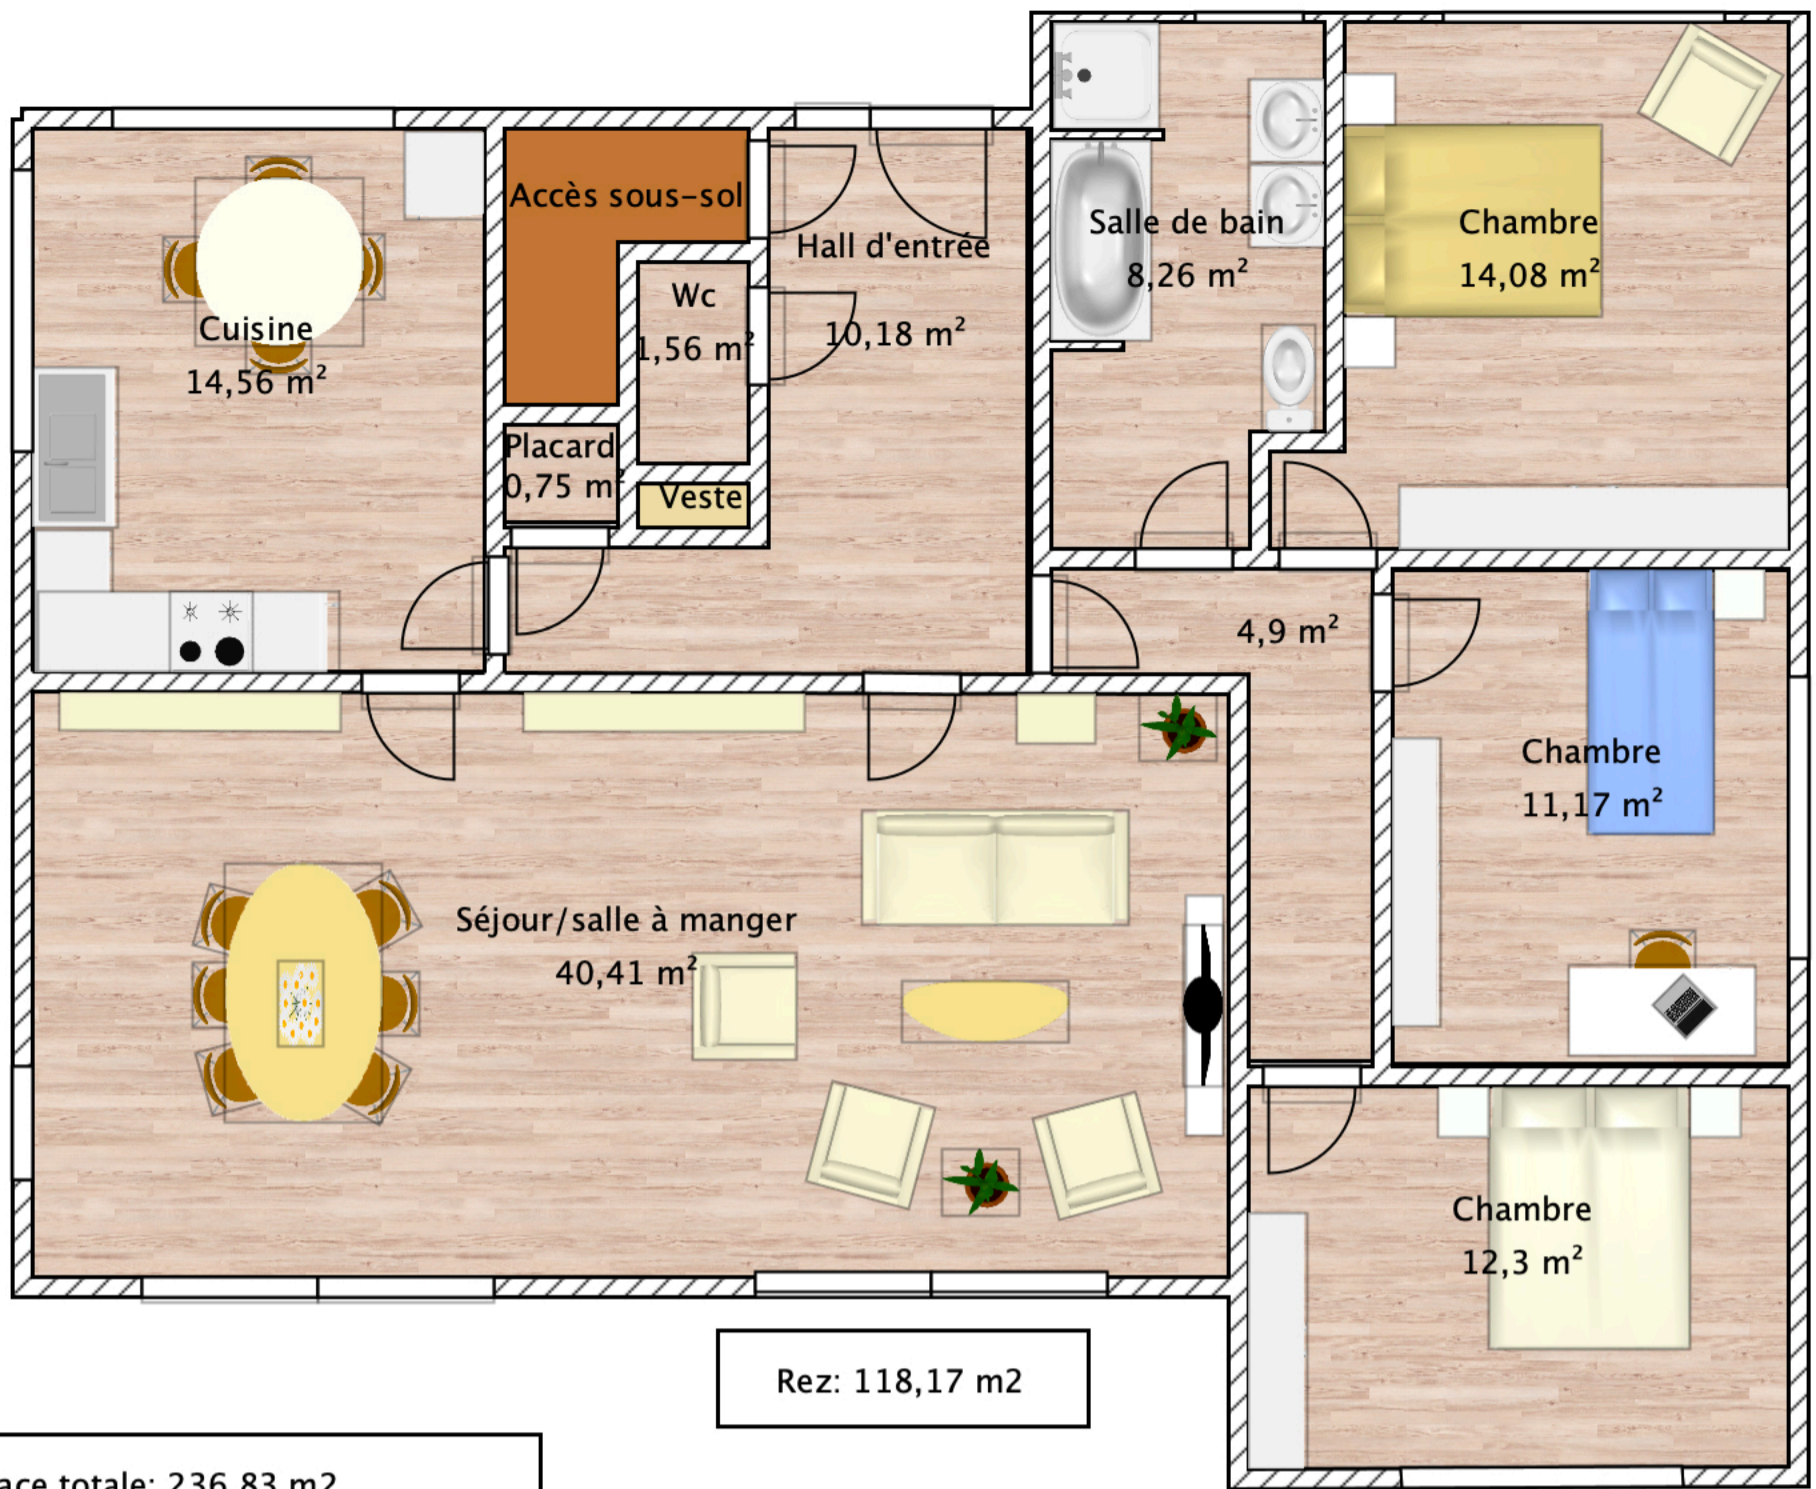 Accès sous-sol
Hall d'entrée
10,18 m²
Wc
1,56 m²
Placard
0,75 m²
Veste
Cuisine
14,56 m²
Salle de bain
8,26 m²
Chambre
14,08 m²
4,9 m²
Chambre
11,17 m²
Séjour/salle à manger
40,41 m²
Chambre
12,3 m²
Rez: 118,17 m2
totale: 236,83 m2